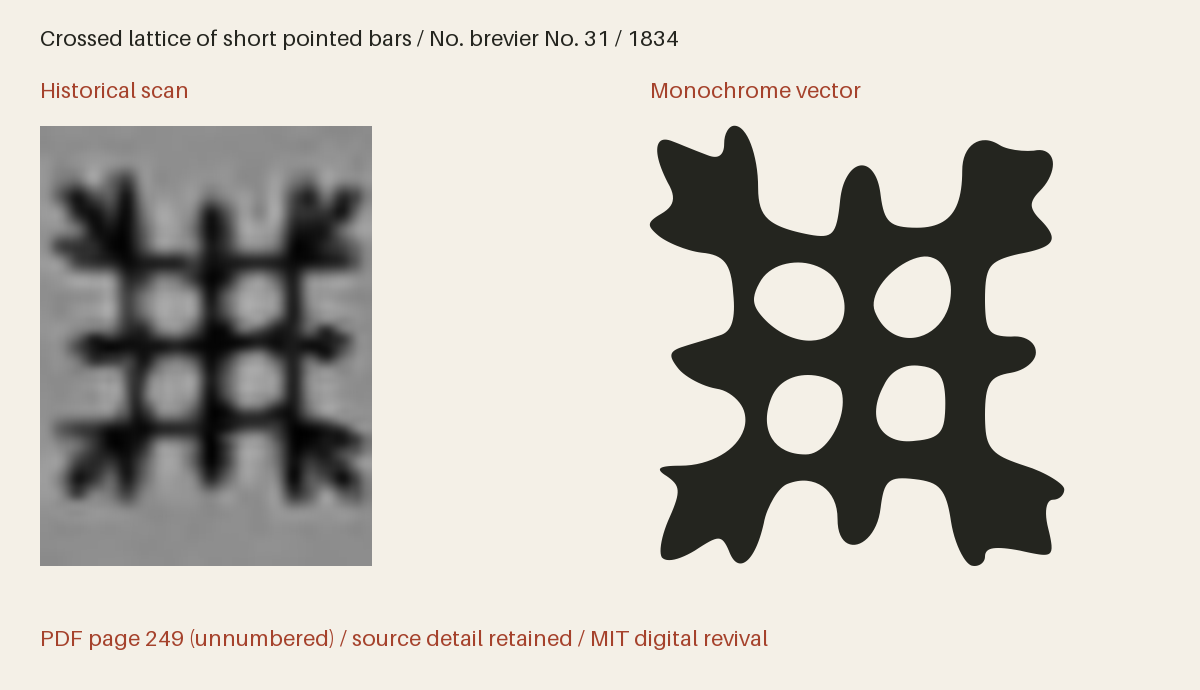 Crossed lattice of short pointed bars / No. brevier No. 31 / 1834
Historical scan
Monochrome vector
PDF page 249 (unnumbered) / source detail retained / MIT digital revival